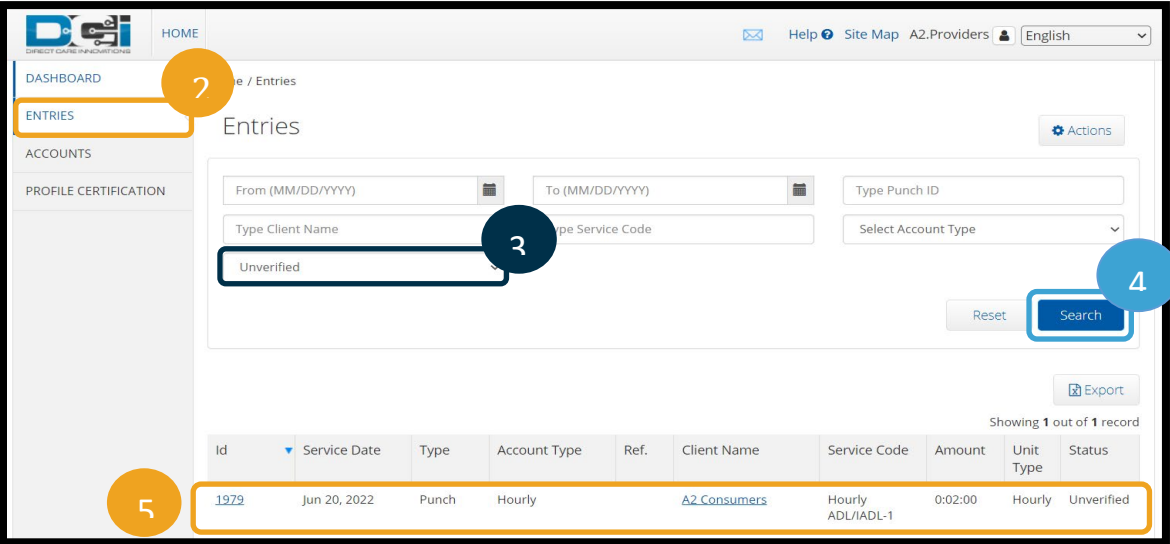 DCI
DIRECT CARE INNOVATIONS
HOME
Help Site Map A2.Providers English
DASHBOARD
2
e / Entries
ENTRIES
Entries
Actions
ACCOUNTS
PROFILE CERTIFICATION
From (MM/DD/YYYY) To (MM/DD/YYYY) Type Punch ID
Type Client Name ype Service Code Select Account Type
3
Unverified
4
Reset Search
Export
Showing 1 out of 1 record
Id Service Date Type Account Type Ref. Client Name Service Code Amount Unit Type Status
5
1979 Jun 20, 2022 Punch Hourly A2 Consumers Hourly ADL/IADL-1 0:02:00 Hourly Unverified